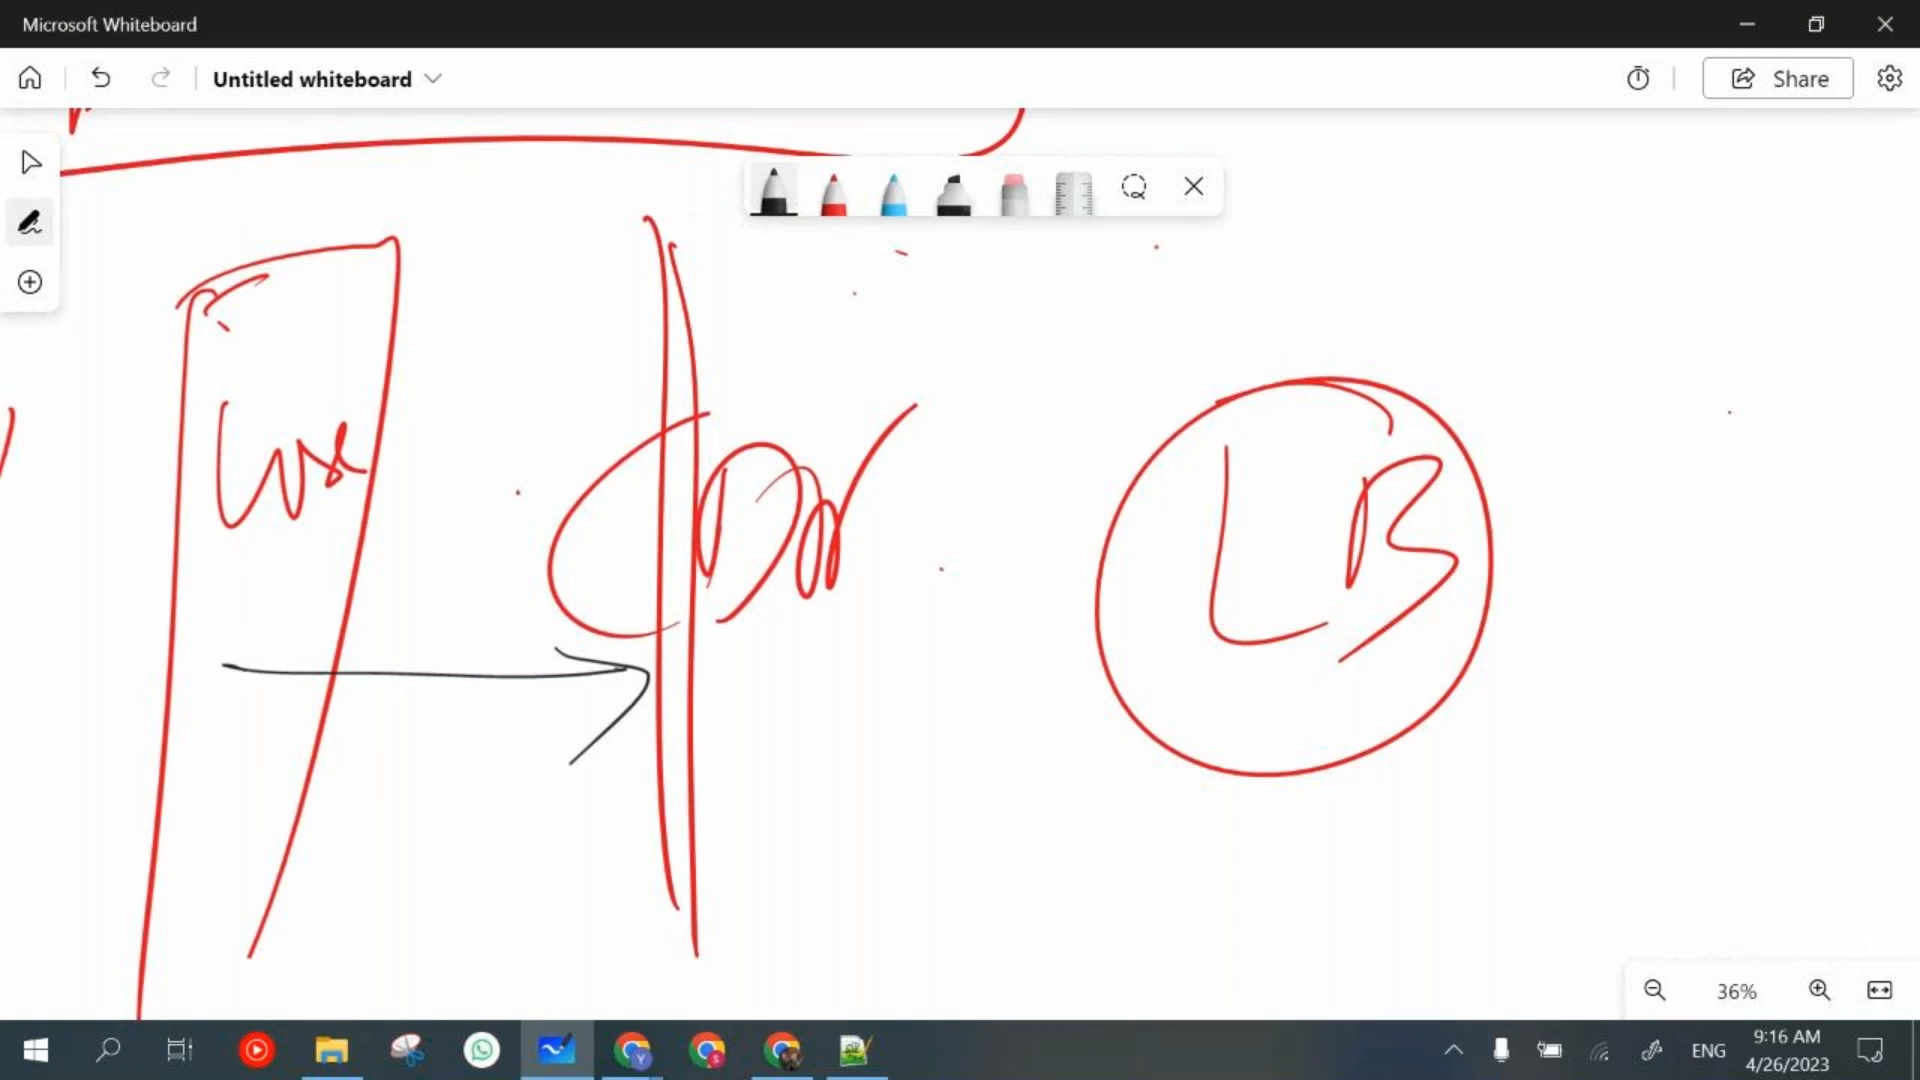 Microsoft Whiteboard
Untitled whiteboard
Share
LB
36%
ENG
9:16 AM
4/26/2023